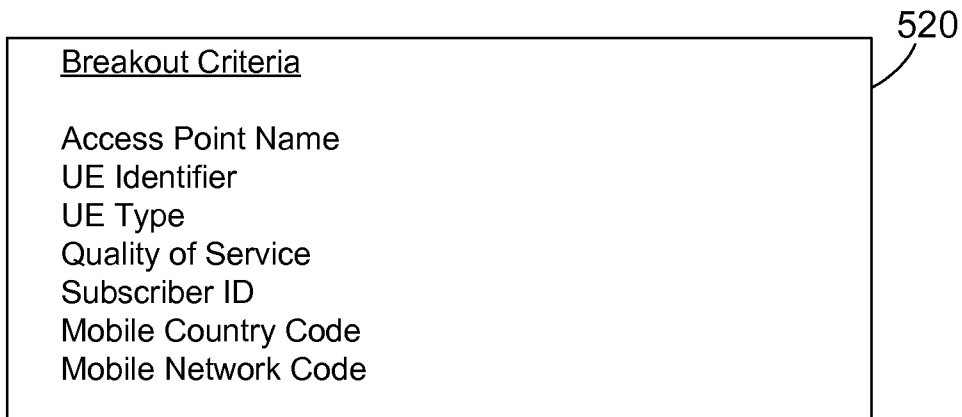 520
Breakout Criteria
Access Point Name
UE Identifier
UE Type
Quality of Service
Subscriber ID
Mobile Country Code
Mobile Network Code